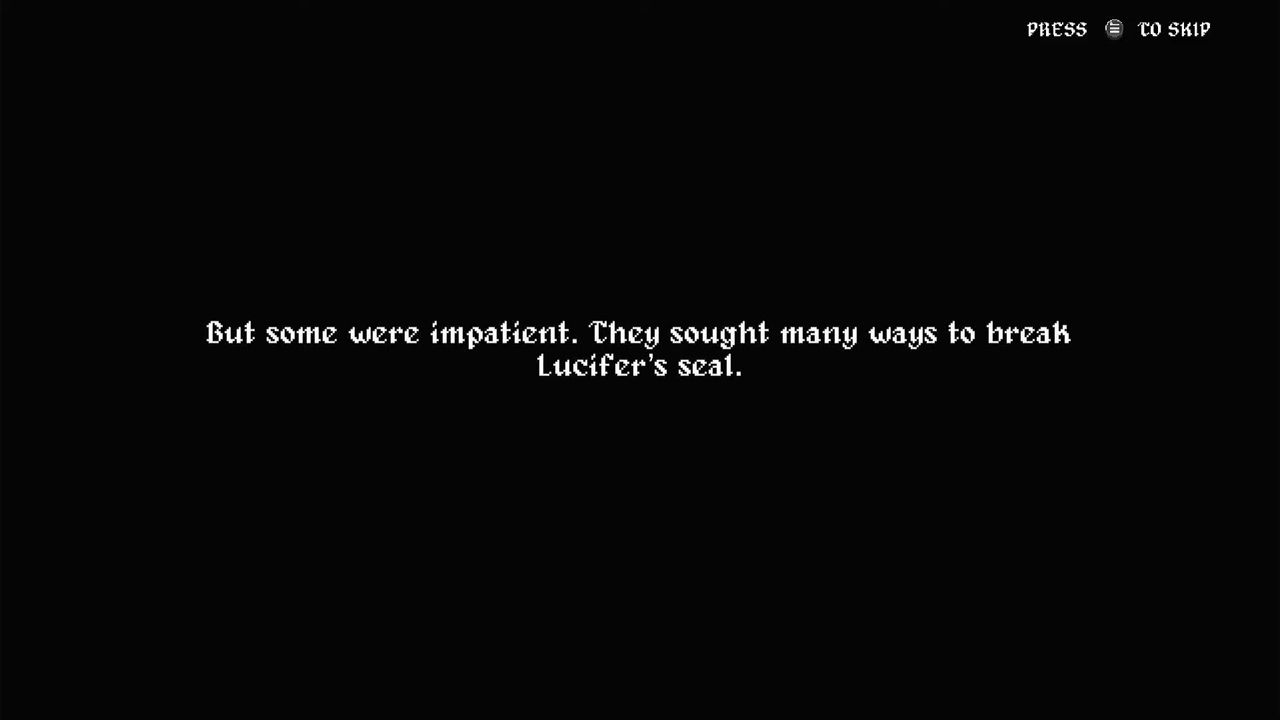 PRESS TO SKIP
But some were impatient. They sought many ways to break
Lucifer's seal.